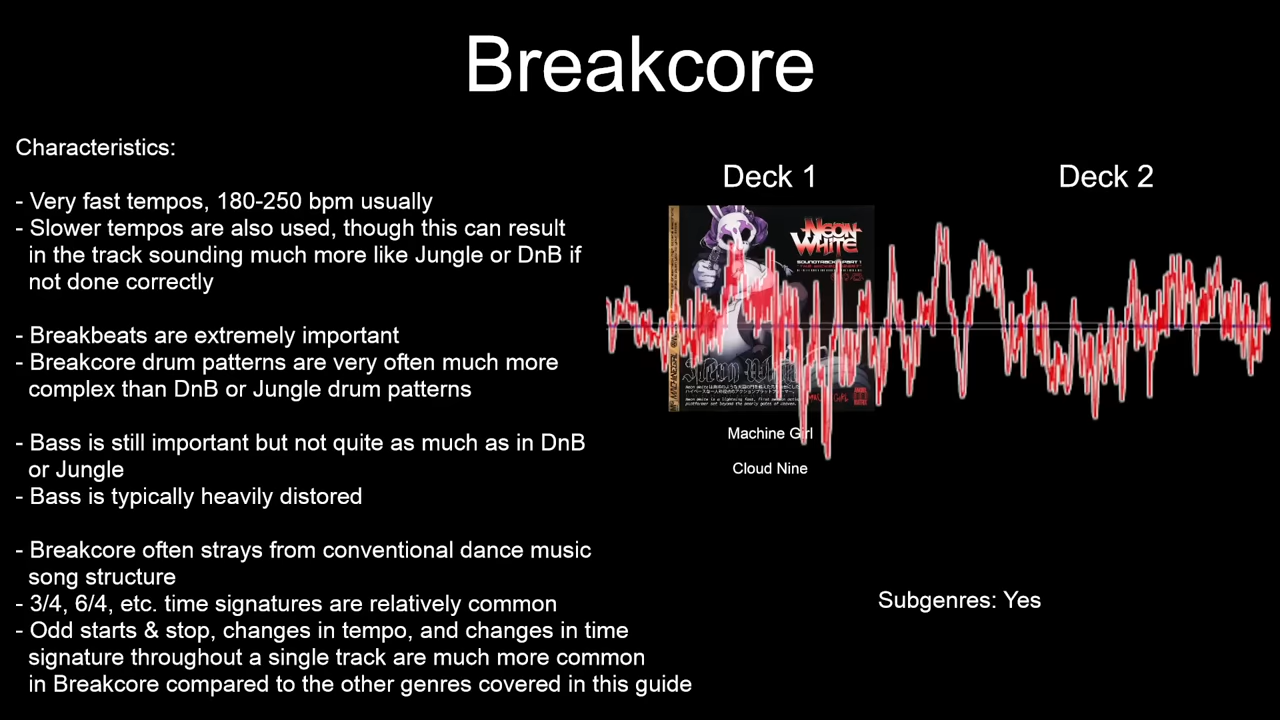 Breakcore
Characteristics:
- Very fast tempos, 180-250 bpm usually
- Slower tempos are also used, though this can result
in the track sounding much more like Jungle or DnB if
not done correctly
- Breakbeats are extremely important
- Breakcore drum patterns are very often much more
complex than DnB or Jungle drum patterns
- Bass is still important but not quite as much as in DnB
or Jungle
- Bass is typically heavily distored
- Breakcore often strays from conventional dance music
song structure
- 3/4, 6/4, etc. time signatures are relatively common
- Odd starts & stop, changes in tempo, and changes in time
signature throughout a single track are much more common
in Breakcore compared to the other genres covered in this guide
Deck 1
Deck 2
NEON
WHITE
SOUNDTRACK PART 1
Neon White
Machine Girl
Cloud Nine
Subgenres: Yes